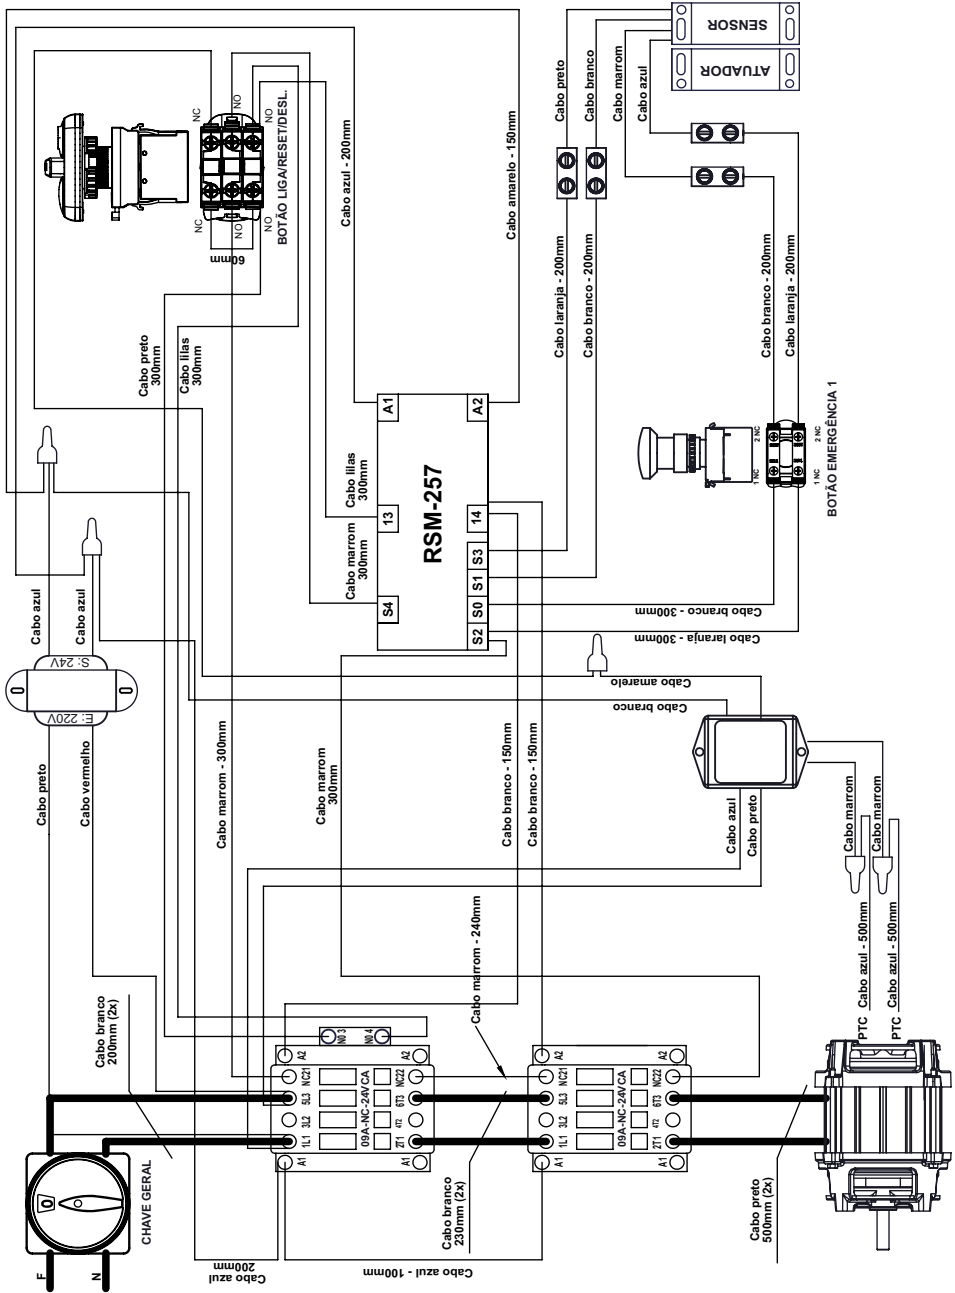 F
N
CHAVE GERAL
0
Cabo branco
200mm (2x)
Cabo preto
Cabo vermelho
E: 220V
S: 24V
Cabo azul
Cabo azul
Cabo preto
300mm
Cabo lilas
300mm
60mm
NC
NO
NO
NC
NO
NO
BOTÃO LIGA/RESET/DESL.
Cabo azul - 200mm
Cabo amarelo - 150mm
Cabo preto
Cabo branco
Cabo marrom
Cabo azul
SENSOR
ATUADOR
Cabo laranja - 200mm
Cabo branco - 200mm
Cabo branco - 200mm
Cabo laranja - 200mm
1 NC
2 NC
1 NC
2 NC
BOTÃO EMERGÊNCIA 1
Cabo lilas
300mm
Cabo marrom
300mm
RSM-257
A1
A2
13
14
S4
S3
S1
S0
S2
Cabo branco - 300mm
Cabo laranja - 300mm
Cabo amarelo
Cabo branco
Cabo marrom - 300mm
Cabo marrom
300mm
Cabo branco - 150mm
Cabo branco - 150mm
Cabo azul
Cabo preto
Cabo marrom
Cabo marrom
PTC Cabo azul - 500mm
PTC Cabo azul - 500mm
Cabo marrom - 240mm
NO 3
NO 4
A2
A2
NC21
NC22
5L3
6T3
3L2
4T2
1L1
2T1
A1
A1
09A-NC-24VCA
A2
A2
NC21
NC22
5L3
6T3
3L2
4T2
1L1
2T1
A1
A1
09A-NC-24VCA
Cabo branco
230mm (2x)
Cabo azul
200mm
Cabo azul - 100mm
Cabo preto
500mm (2x)